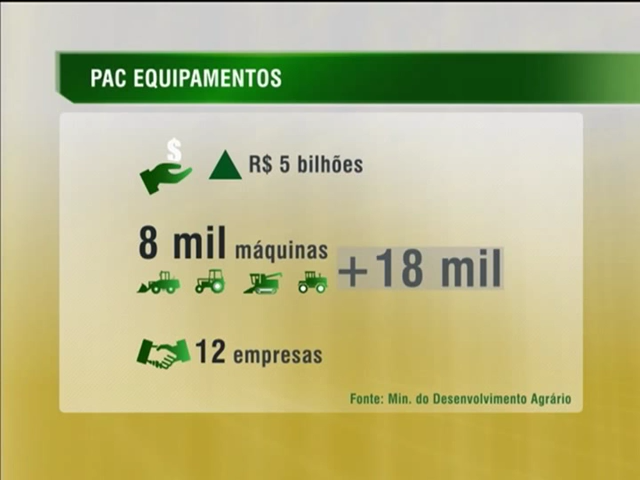 PAC EQUIPAMENTOS
$
R$ 5 bilhões
8 mil máquinas
+18 mil
12 empresas
Fonte: Min. do Desenvolvimento Agrário